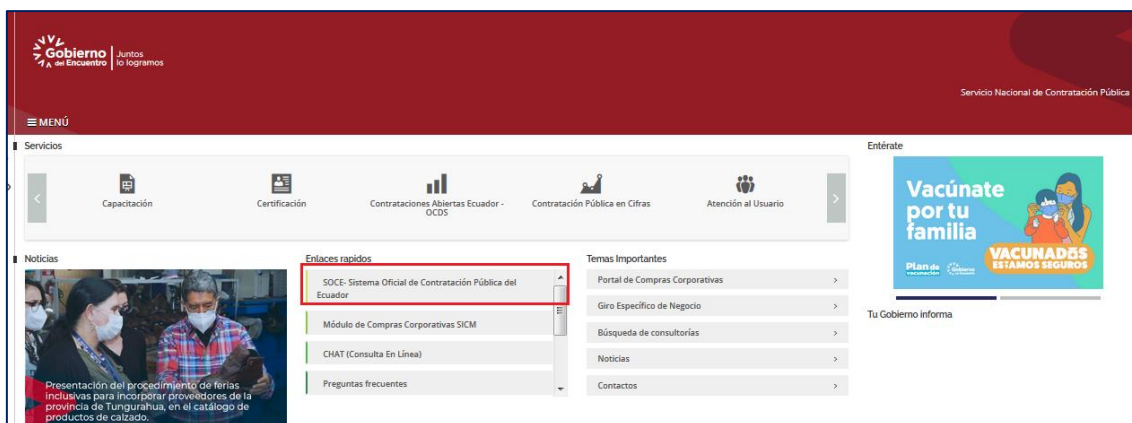 Gobierno
del Encuentro
Juntos
lo logramos
Servicio Nacional de Contratación Pública
MENÚ
Servicios
Capacitación
Certificación
Contrataciones Abiertas Ecuador -
OCDS
Contratación Pública en Cifras
Atención al Usuario
Noticias
Presentación del procedimiento de ferias
inclusivas para incorporar proveedores de la
provincia de Tungurahua, en el catálogo de
productos de calzado.
Enlaces rapidos
SOCE- Sistema Oficial de Contratación Pública del
Ecuador
Módulo de Compras Corporativas SICM
CHAT (Consulta En Línea)
Preguntas frecuentes
Temas Importantes
Portal de Compras Corporativas
Giro Específico de Negocio
Búsqueda de consultorías
Noticias
Contactos
Entérate
Vacúnate
por tu
familia
VACUNADOS
ESTAMOS SEGUROS
Plan de
vacunación
Tu Gobierno informa